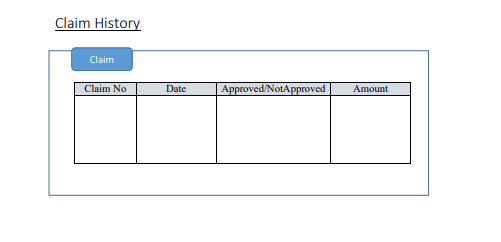 Claim History
Claim
Claim No Date Approved/NotApproved Amount